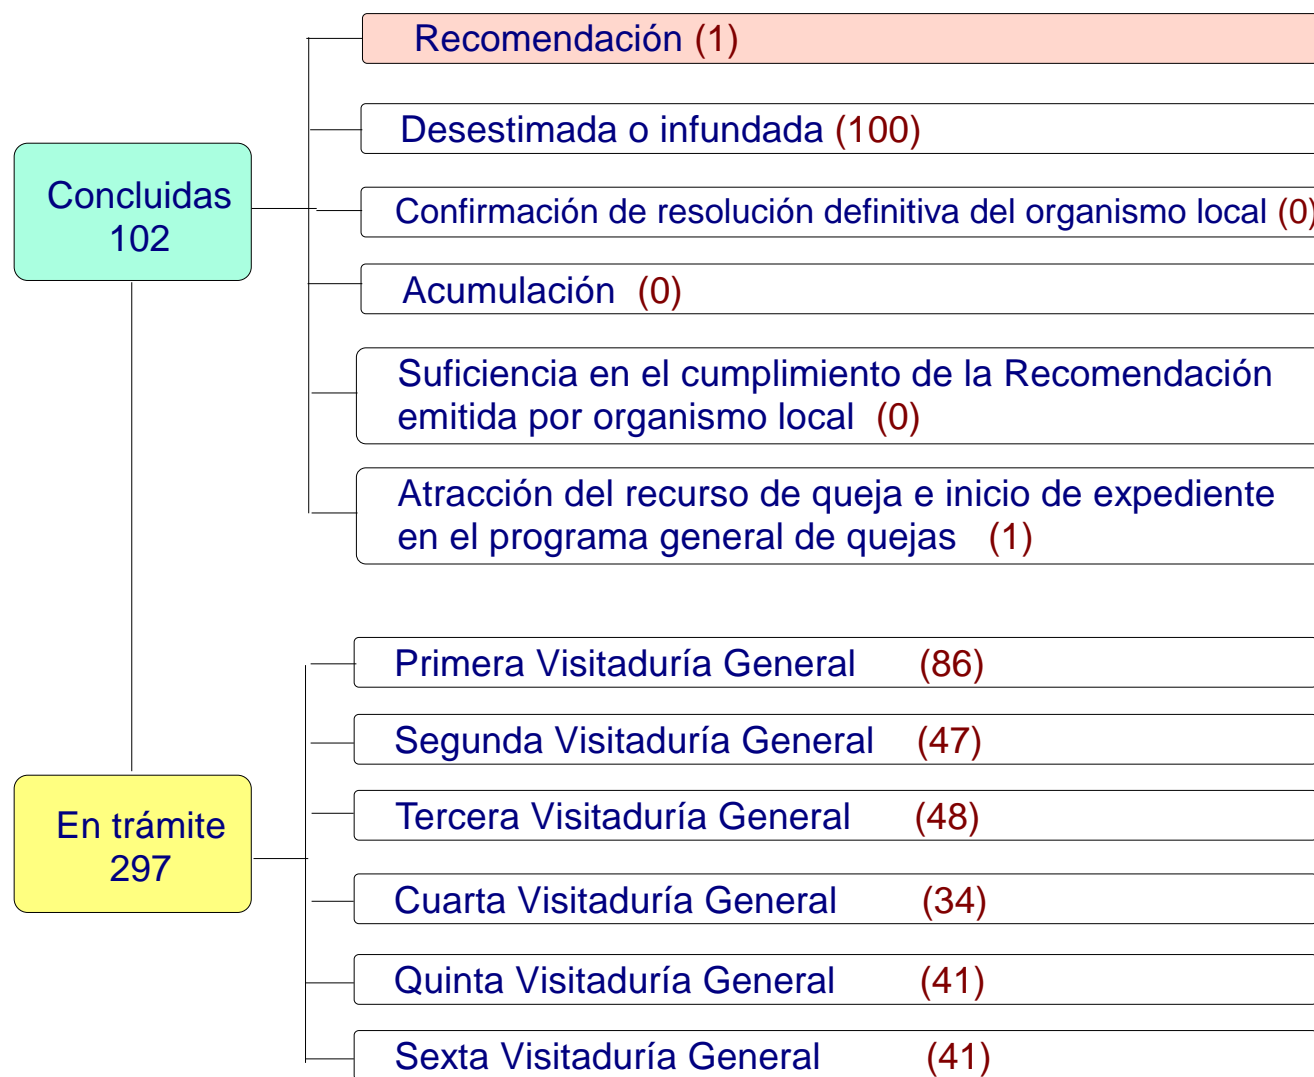 Recomendación (1)
Desestimada o infundada (100)
Concluidas
102
Confirmación de resolución definitiva del organismo local (0)
Acumulación (0)
Suficiencia en el cumplimiento de la Recomendación
emitida por organismo local (0)
Atracción del recurso de queja e inicio de expediente
en el programa general de quejas (1)
Primera Visitaduría General (86)
Segunda Visitaduría General (47)
En trámite
297
Tercera Visitaduría General (48)
Cuarta Visitaduría General (34)
Quinta Visitaduría General (41)
Sexta Visitaduría General (41)